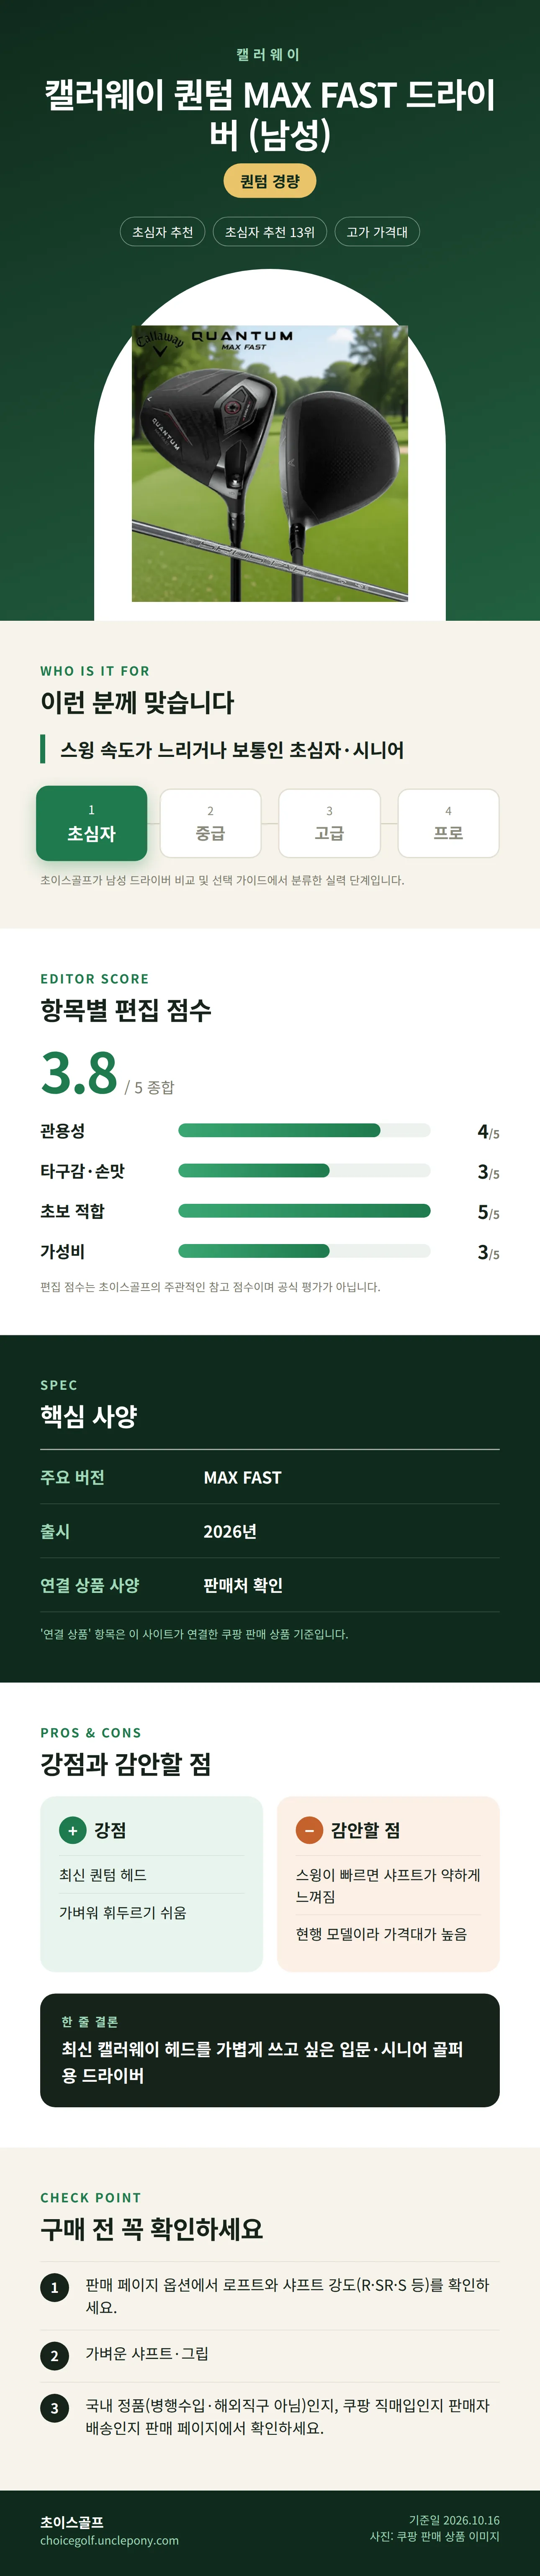 캘러웨이
캘러웨이 퀀텀 MAX FAST 드라이
버 (남성)
퀀텀 경량
초심자 추천
초심자 추천 13위
고가 가격대
Callaway
QUANTUM
MAX FAST
QUANTUM
WHO IS IT FOR
이런 분께 맞습니다
스윙 속도가 느리거나 보통인 초심자·시니어
1
초심자
2
중급
3
고급
4
프로
초이스골프가 남성 드라이버 비교 및 선택 가이드에서 분류한 실력 단계입니다.
EDITOR SCORE
항목별 편집 점수
3.8 / 5 종합
관용성 4/5
타구감·손맛 3/5
초보 적합 5/5
가성비 3/5
편집 점수는 초이스골프의 주관적인 참고 점수이며 공식 평가가 아닙니다.
SPEC
핵심 사양
주요 버전 MAX FAST
출시 2026년
연결 상품 사양 판매처 확인
'연결 상품' 항목은 이 사이트가 연결한 쿠팡 판매 상품 기준입니다.
PROS & CONS
강점과 감안할 점
+ 강점
최신 퀀텀 헤드
가벼워 휘두르기 쉬움
− 감안할 점
스윙이 빠르면 샤프트가 약하게
느껴짐
현행 모델이라 가격대가 높음
한 줄 결론
최신 캘러웨이 헤드를 가볍게 쓰고 싶은 입문·시니어 골퍼
용 드라이버
CHECK POINT
구매 전 꼭 확인하세요
1 판매 페이지 옵션에서 로프트와 샤프트 강도(R·SR·S 등)를 확인하
세요.
2 가벼운 샤프트·그립
3 국내 정품(병행수입·해외직구 아님)인지, 쿠팡 직매입인지 판매자
배송인지 판매 페이지에서 확인하세요.
초이스골프
choicegolf.unclepony.com
기준일 2026.10.16
사진: 쿠팡 판매 상품 이미지